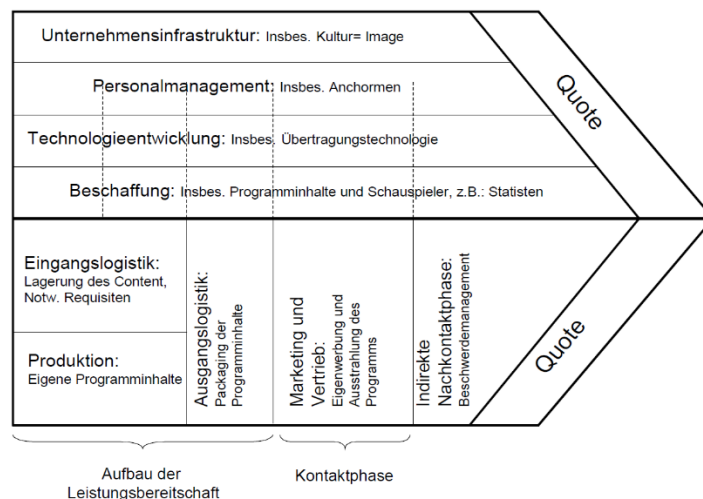 Unternehmensinfrastruktur: Insbes. Kultur= Image
Personalmanagement: Insbes. Anchormen
Technologieentwicklung: Insbes. Übertragungstechnologie
Beschaffung: Insbes. Programminhalte und Schauspieler, z.B.: Statisten
Quote
Eingangslogistik:
Lagerung des Content,
Notw. Requisiten
Produktion:
Eigene Programminhalte
Ausgangslogistik:
Packaging der
Programminhalte
Marketing und
Vertrieb:
Eigenwerbung und
Ausstrahlung des
Programms
Indirekte
Nachkontaktphase:
Beschwerdemanagement
Quote
Aufbau der
Leistungsbereitschaft
Kontaktphase